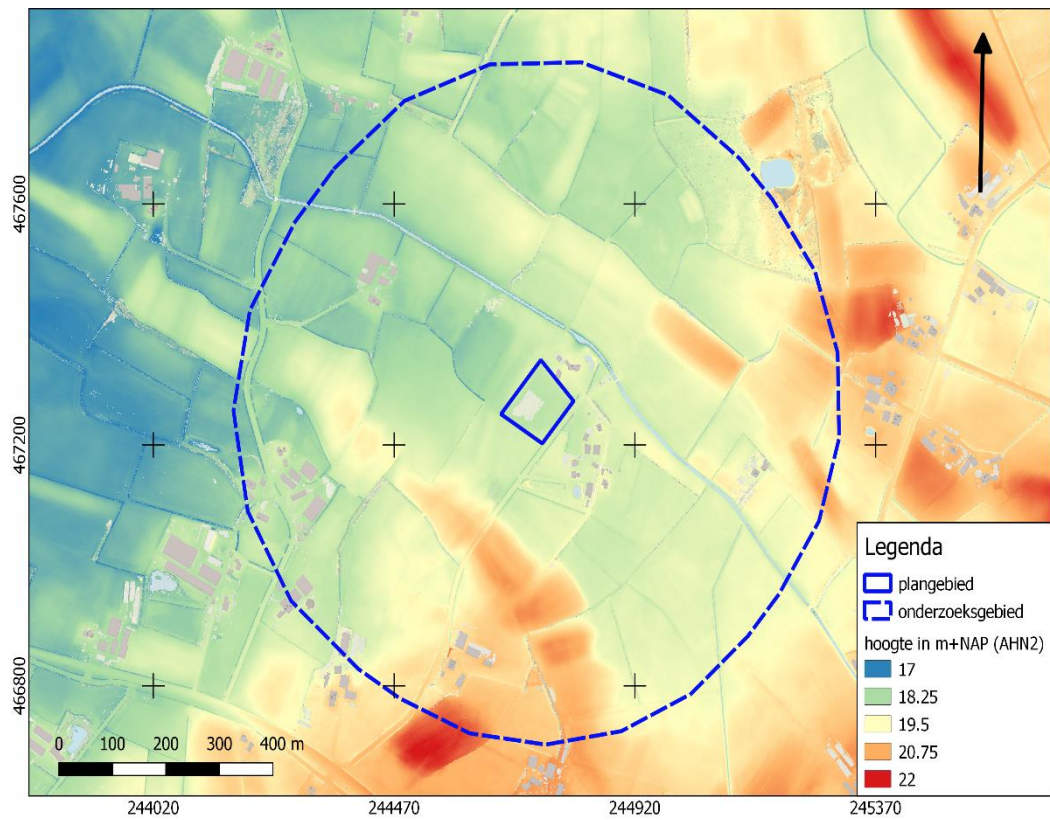 467600
467200
466800
Legenda
plangebied
onderzoeksgebied
hoogte in m+NAP (AHN2)
17
18.25
19.5
20.75
22
0 100 200 300 400 m
244020 244470 244920 245370